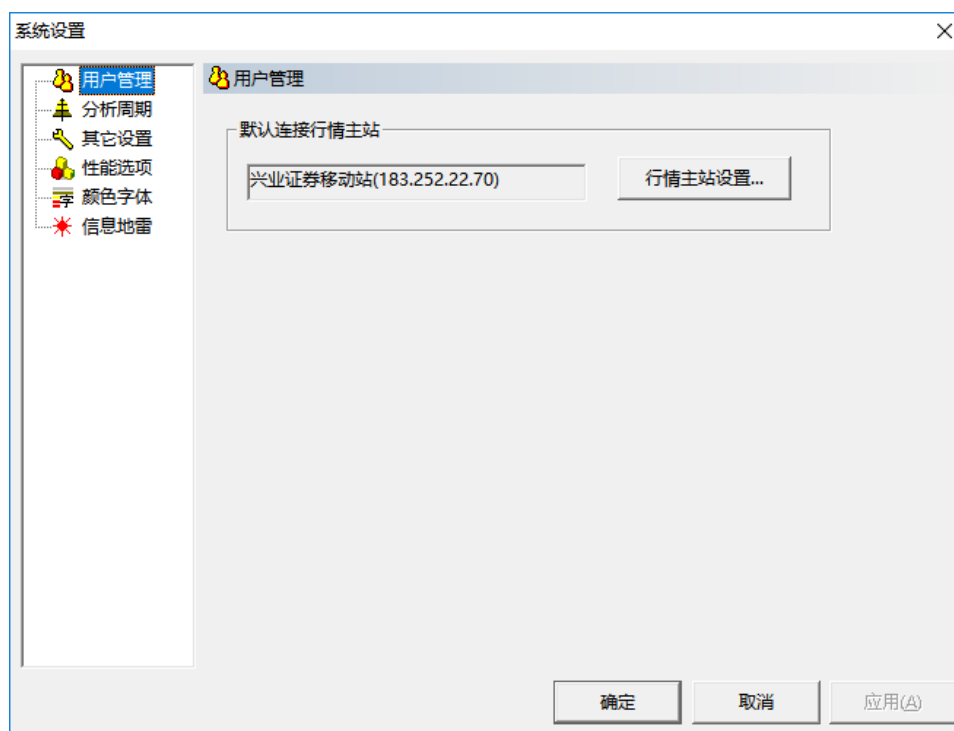 系统设置
用户管理
分析周期
其它设置
性能选项
颜色字体
信息地雷
用户管理
默认连接行情主站
兴业证券移动站(183.252.22.70)
行情主站设置...
确定
取消
应用(A)